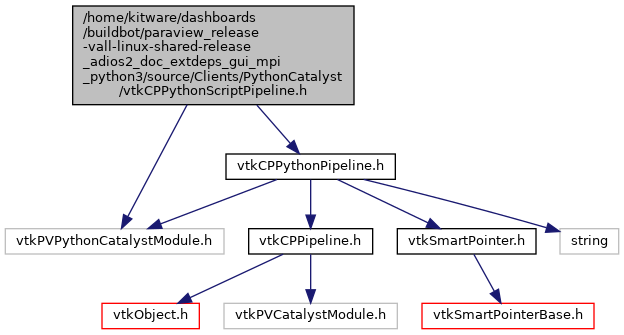 /home/kitware/dashboards
/buildbot/paraview_release
-vall-linux-shared-release
_adios2_doc_extdeps_gui_mpi
_python3/source/Clients/PythonCatalyst
/vtkCPPythonScriptPipeline.h
vtkCPPythonPipeline.h
vtkPVPythonCatalystModule.h
vtkCPPipeline.h
vtkSmartPointer.h
string
vtkObject.h
vtkPVCatalystModule.h
vtkSmartPointerBase.h